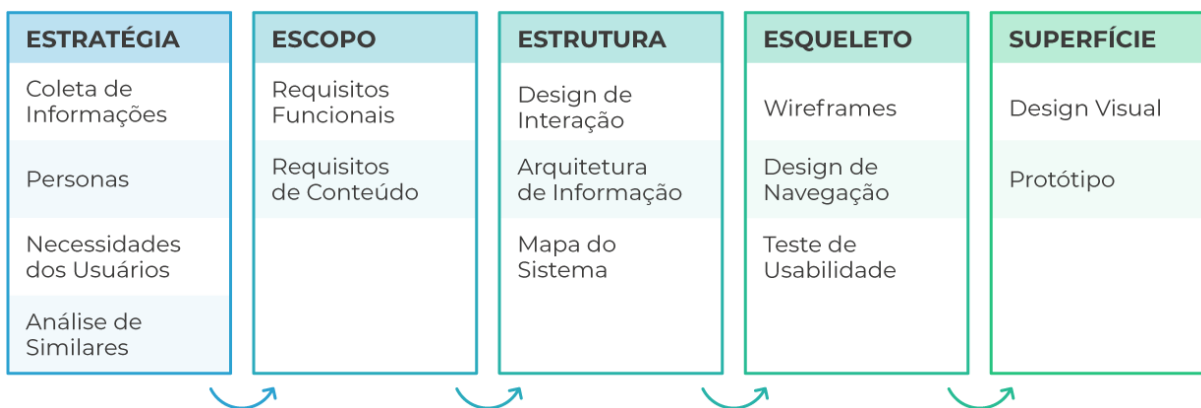 ESTRATÉGIA
Coleta de
Informações
Personas
Necessidades
dos Usuários
Análise de
Similares
ESCOPO
Requisitos
Funcionais
Requisitos
de Conteúdo
ESTRUTURA
Design de
Interação
Arquitetura
de Informação
Mapa do
Sistema
ESQUELETO
Wireframes
Design de
Navegação
Teste de
Usabilidade
SUPERFÍCIE
Design Visual
Protótipo